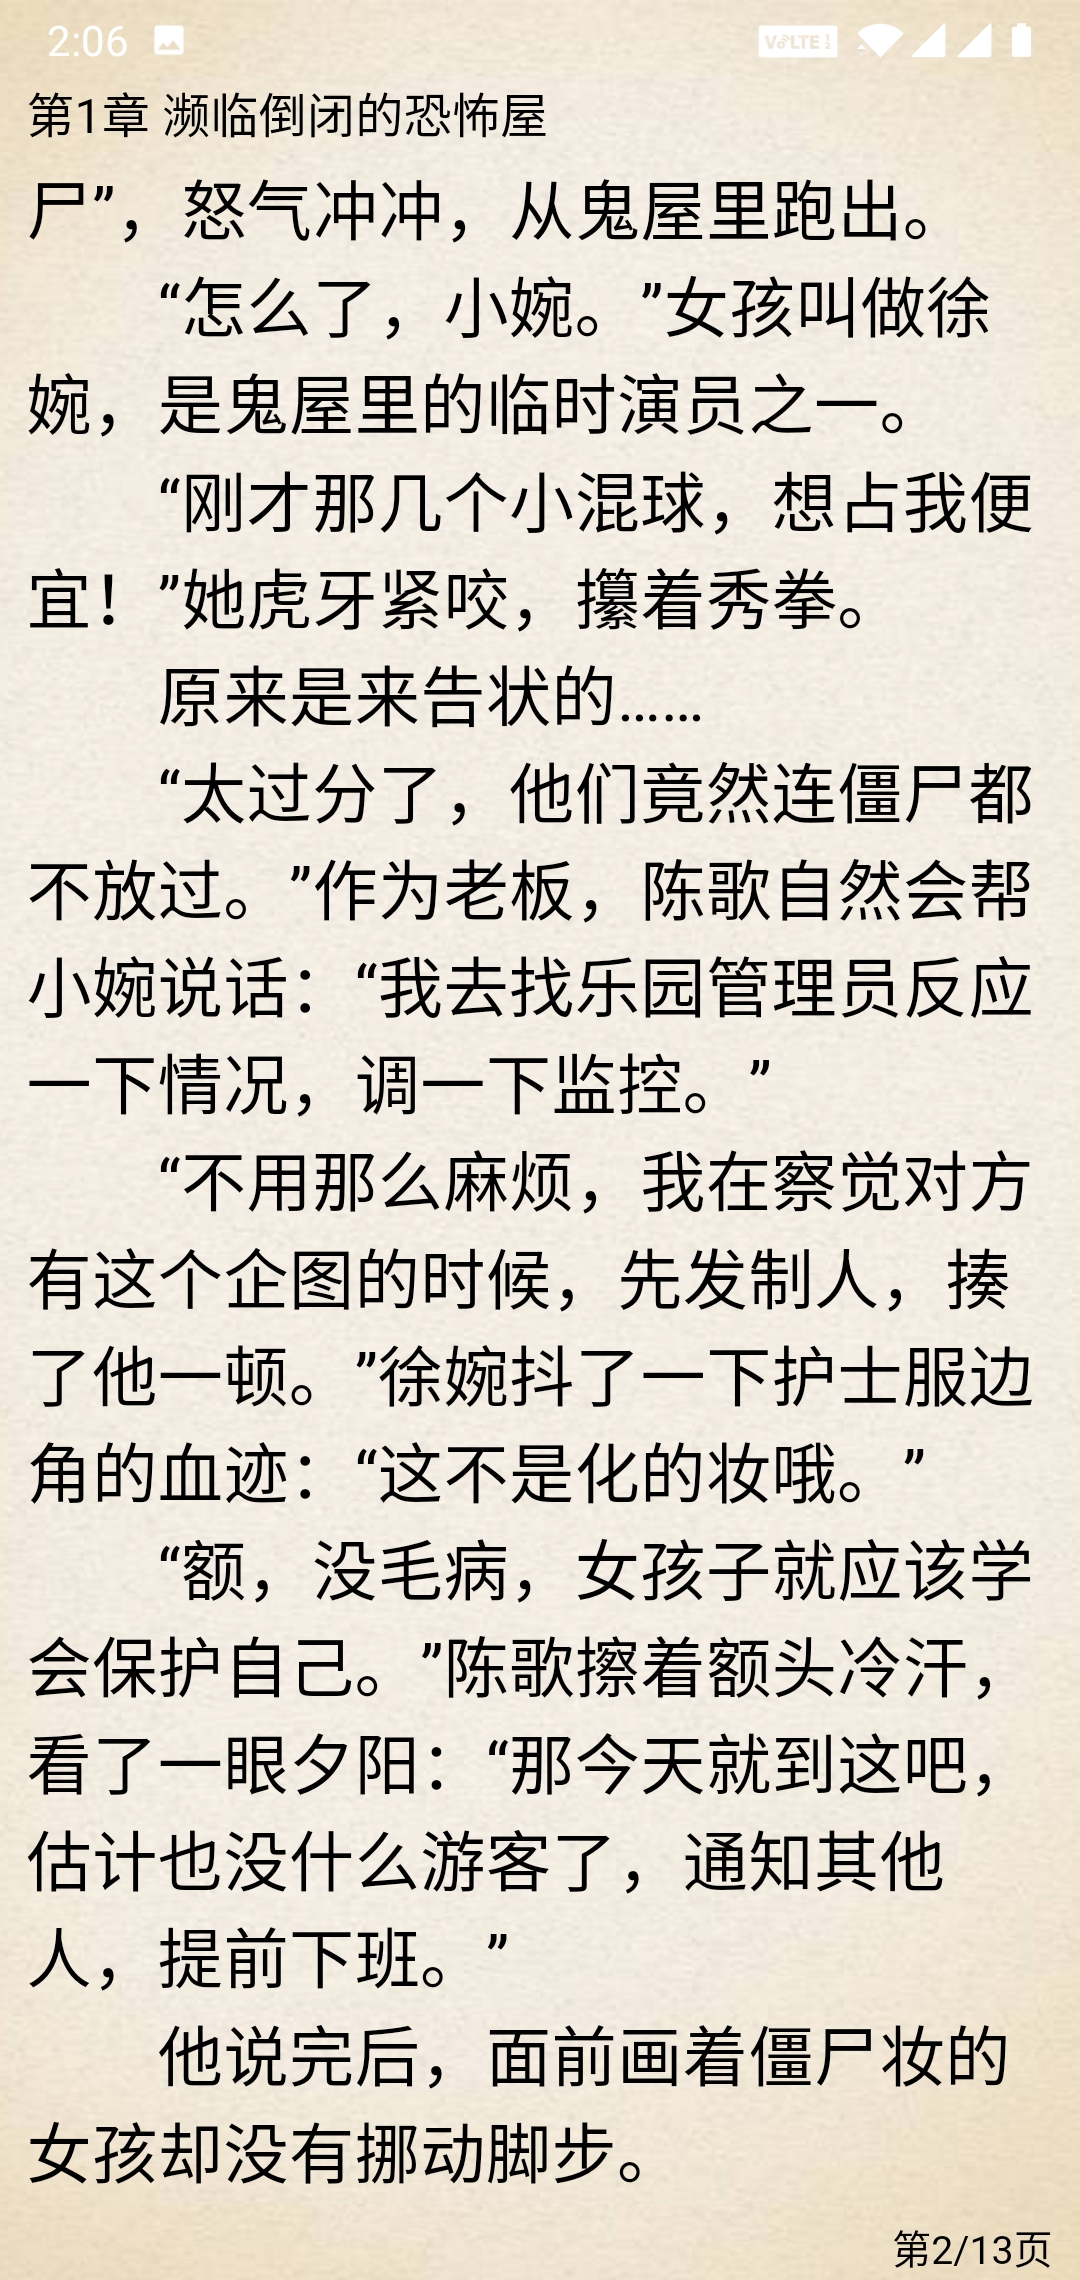 2:06 VoLTE 1 2
第1章 濒临倒闭的恐怖屋
尸”，怒气冲冲，从鬼屋里跑出。
“怎么了，小婉。”女孩叫做徐
婉，是鬼屋里的临时演员之一。
“刚才那几个小混球，想占我便
宜！”她虎牙紧咬，攥着秀拳。
原来是来告状的……
“太过分了，他们竟然连僵尸都
不放过。”作为老板，陈歌自然会帮
小婉说话：“我去找乐园管理员反应
一下情况，调一下监控。”
“不用那么麻烦，我在察觉对方
有这个企图的时候，先发制人，揍
了他一顿。”徐婉抖了一下护士服边
角的血迹：“这不是化的妆哦。”
“额，没毛病，女孩子就应该学
会保护自己。”陈歌擦着额头冷汗，
看了一眼夕阳：“那今天就到这吧，
估计也没什么游客了，通知其他
人，提前下班。”
他说完后，面前画着僵尸妆的
女孩却没有挪动脚步。
第2/13页